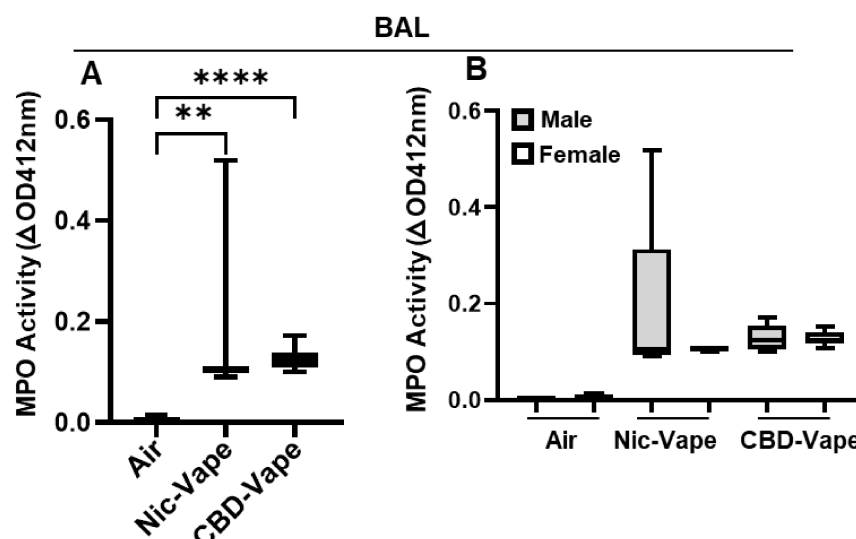 BAL
A
****
**
MPO Activity (ΔOD412nm)
0.6
0.4
0.2
0.0
Air
Nic-Vape
CBD-Vape
B
Male
Female
MPO Activity (ΔOD412nm)
0.6
0.4
0.2
0.0
Air Nic-Vape CBD-Vape